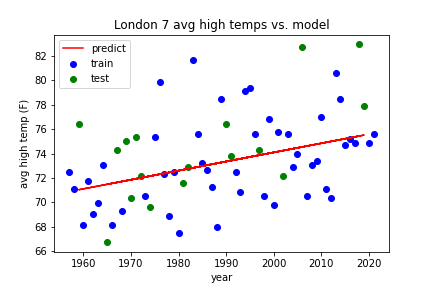 London 7 avg high temps vs. model
predict
train
test
82
80
78
76
74
72
70
68
66
avg high temp (F)
1960 1970 1980 1990 2000 2010 2020
year